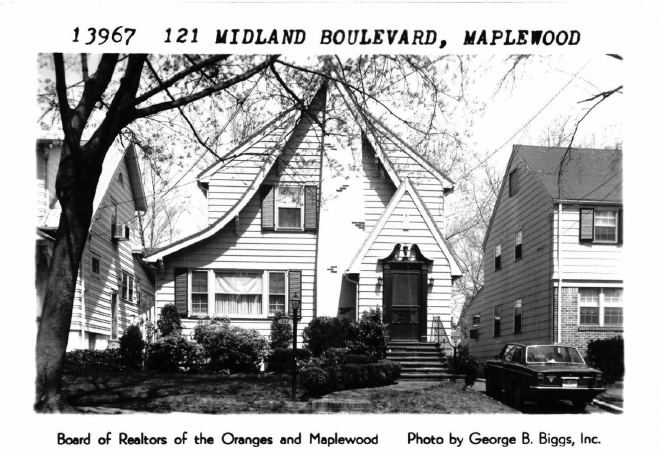 13967 121 MIDLAND BOULEVARD, MAPLEWOOD
Board of Realtors of the Oranges and Maplewood Photo by George B. Biggs, Inc.